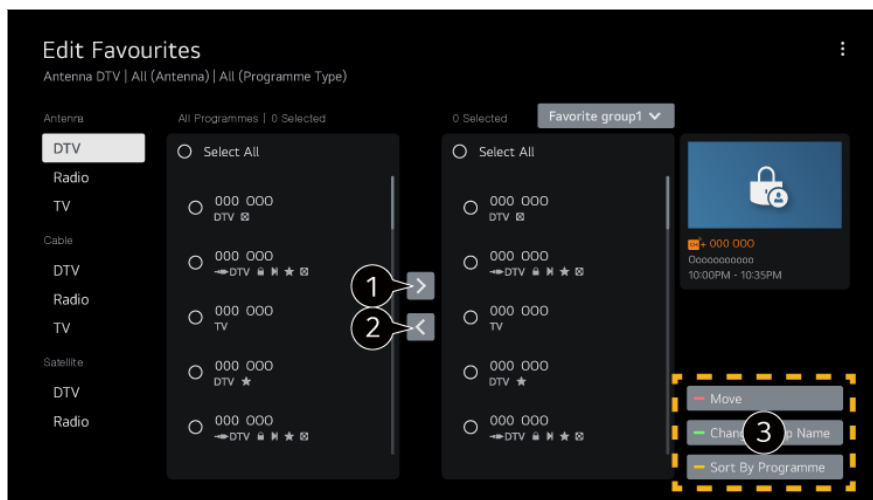 Edit Favourites
Antenna DTV | All (Antenna) | All (Programme Type)
Antenna
DTV
Radio
TV
Cable
DTV
Radio
TV
Satellite
DTV
Radio
All Programmes | 0 Selected
Select All
000 000
DTV
000 000
DTV
000 000
TV
000 000
DTV
000 000
DTV
1
2
0 Selected
Favorite group1
Select All
000 000
DTV
000 000
DTV
000 000
TV
000 000
DTV
000 000
DTV
+ 000 000
Oooooooooo
10:00PM - 10:35PM
Move
3
Name
Sort By Programme